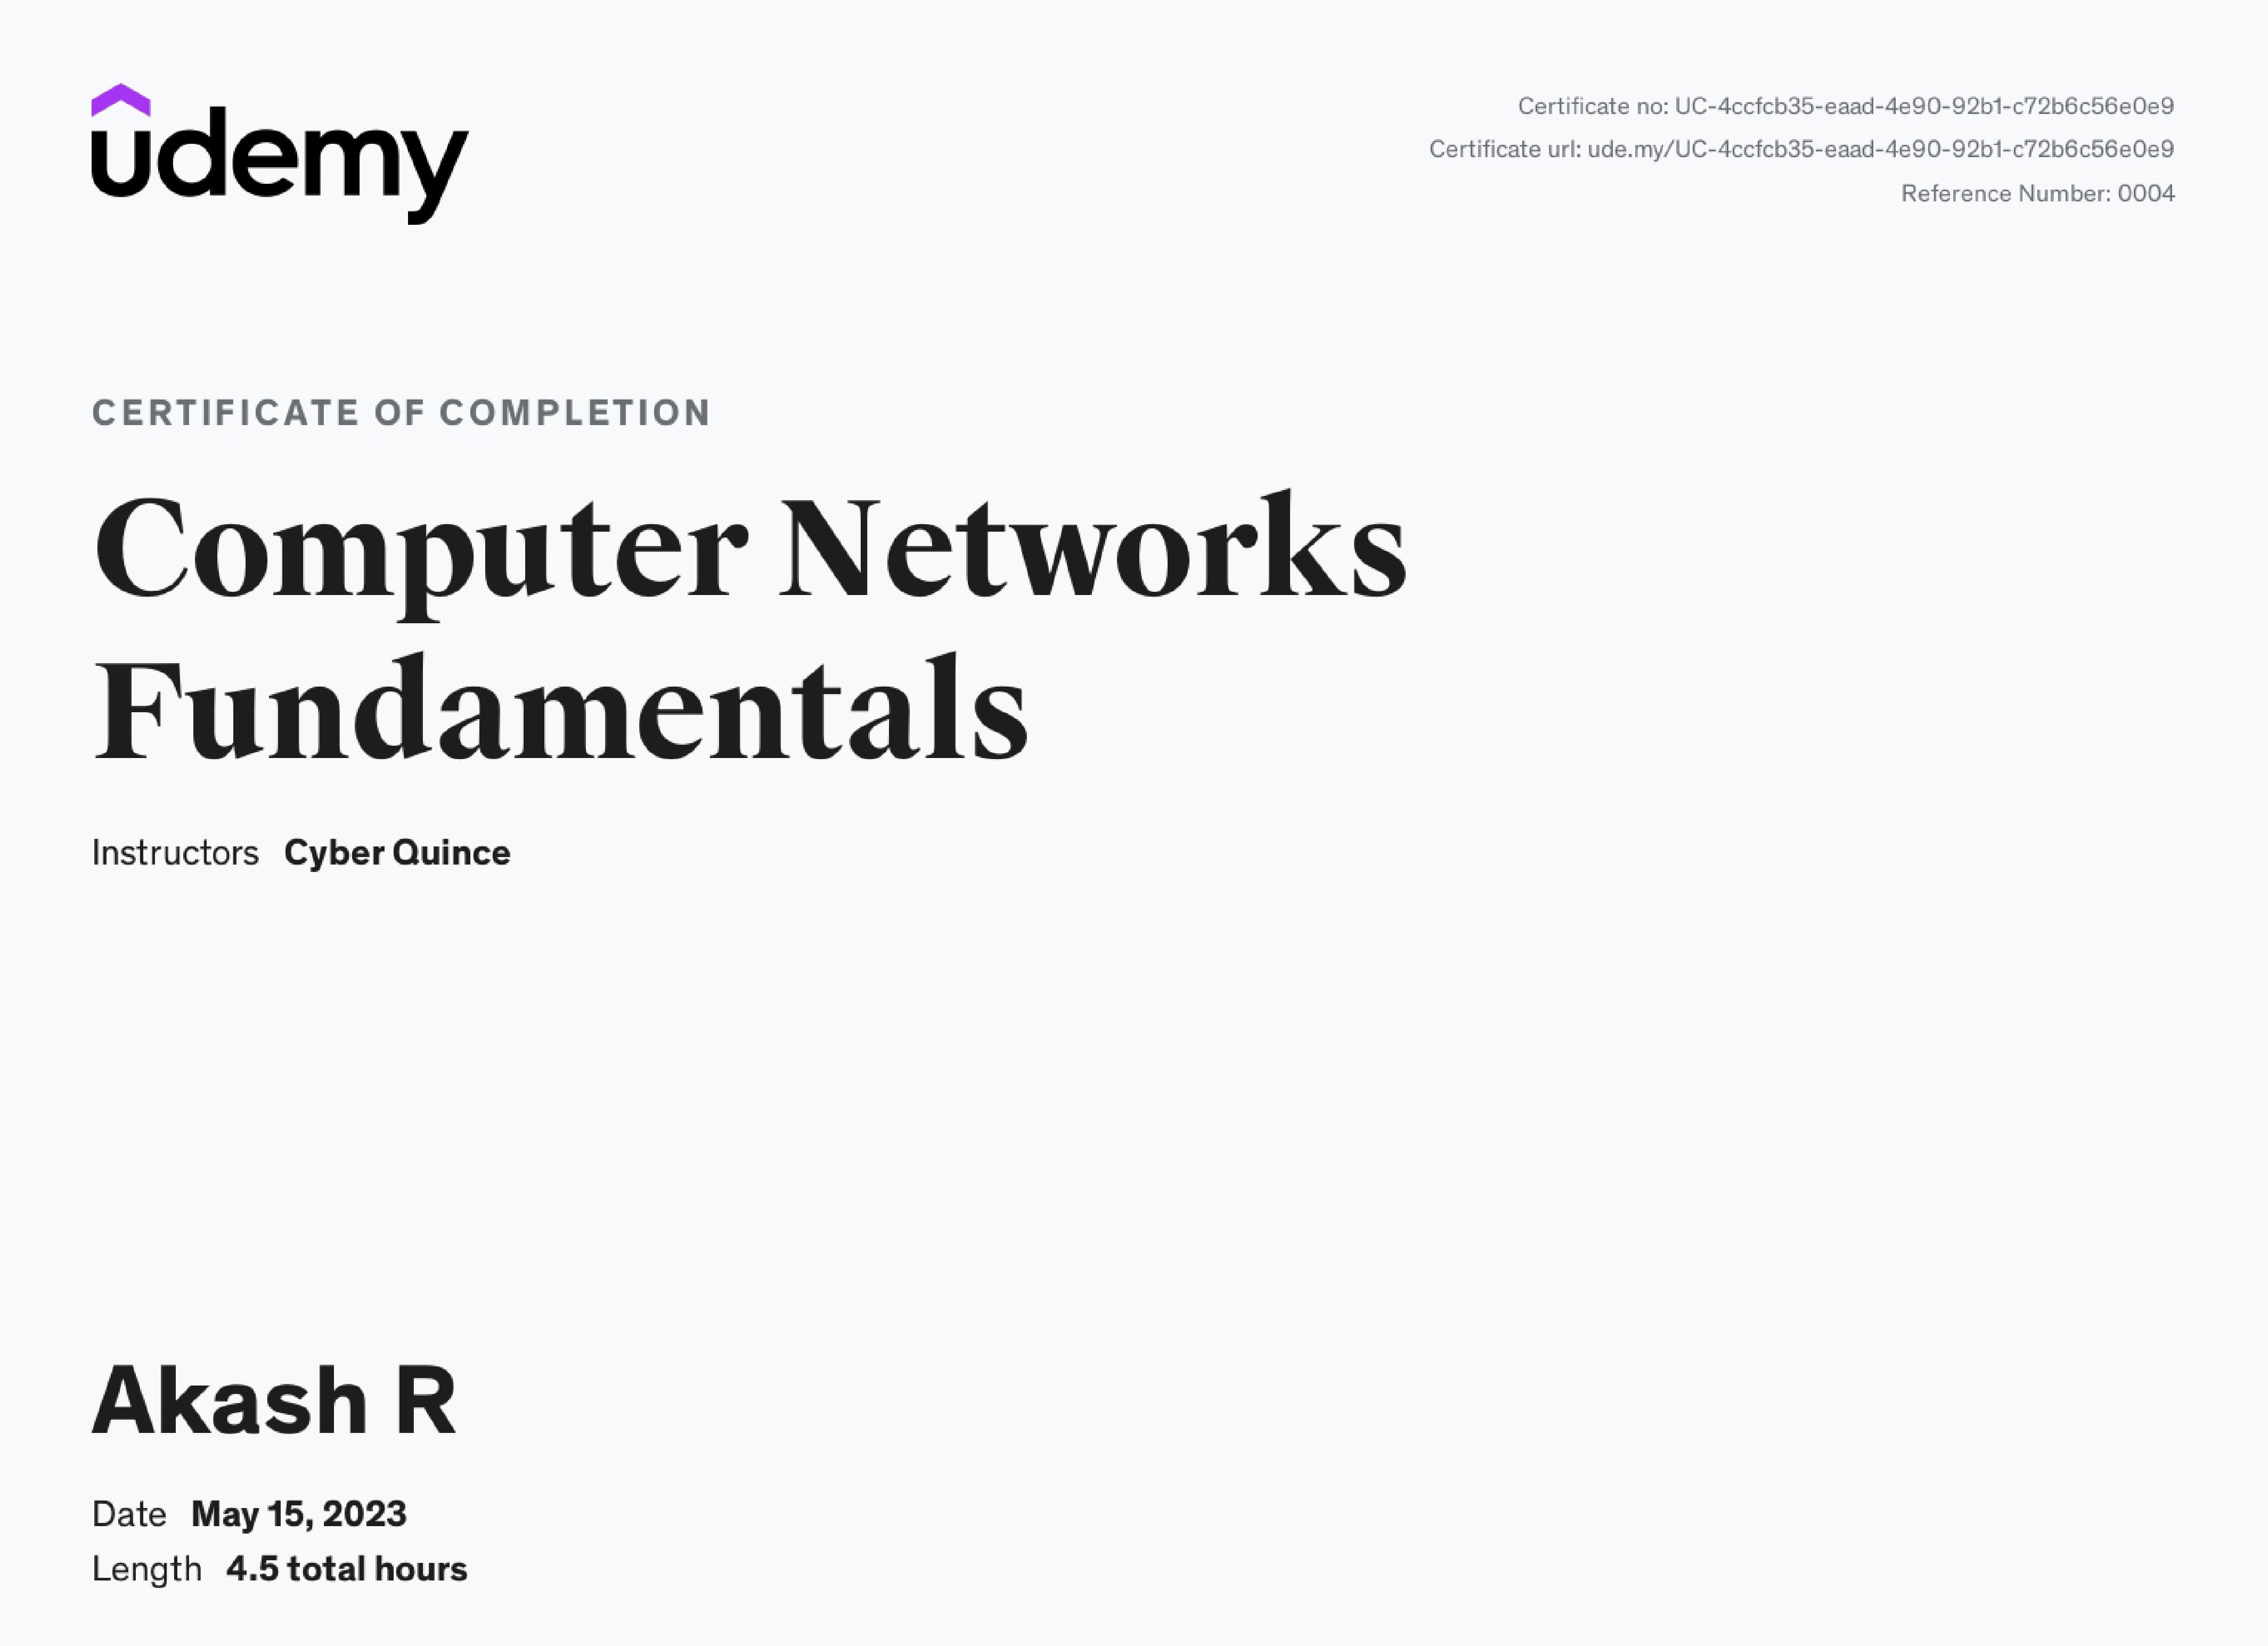 udemy
Certificate no: UC-4ccfcb35-eaad-4e90-92b1-c72b6c56e0e9
Certificate url: ude.my/UC-4ccfcb35-eaad-4e90-92b1-c72b6c56e0e9
Reference Number: 0004
CERTIFICATE OF COMPLETION
Computer Networks
Fundamentals
Instructors Cyber Quince
Akash R
Date May 15, 2023
Length 4.5 total hours